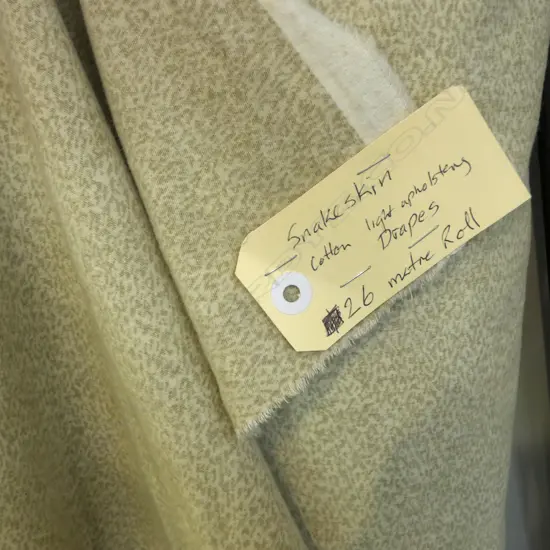 — Snakeskin —
Cotton light upholstery
— Drapes —
26 metre Roll